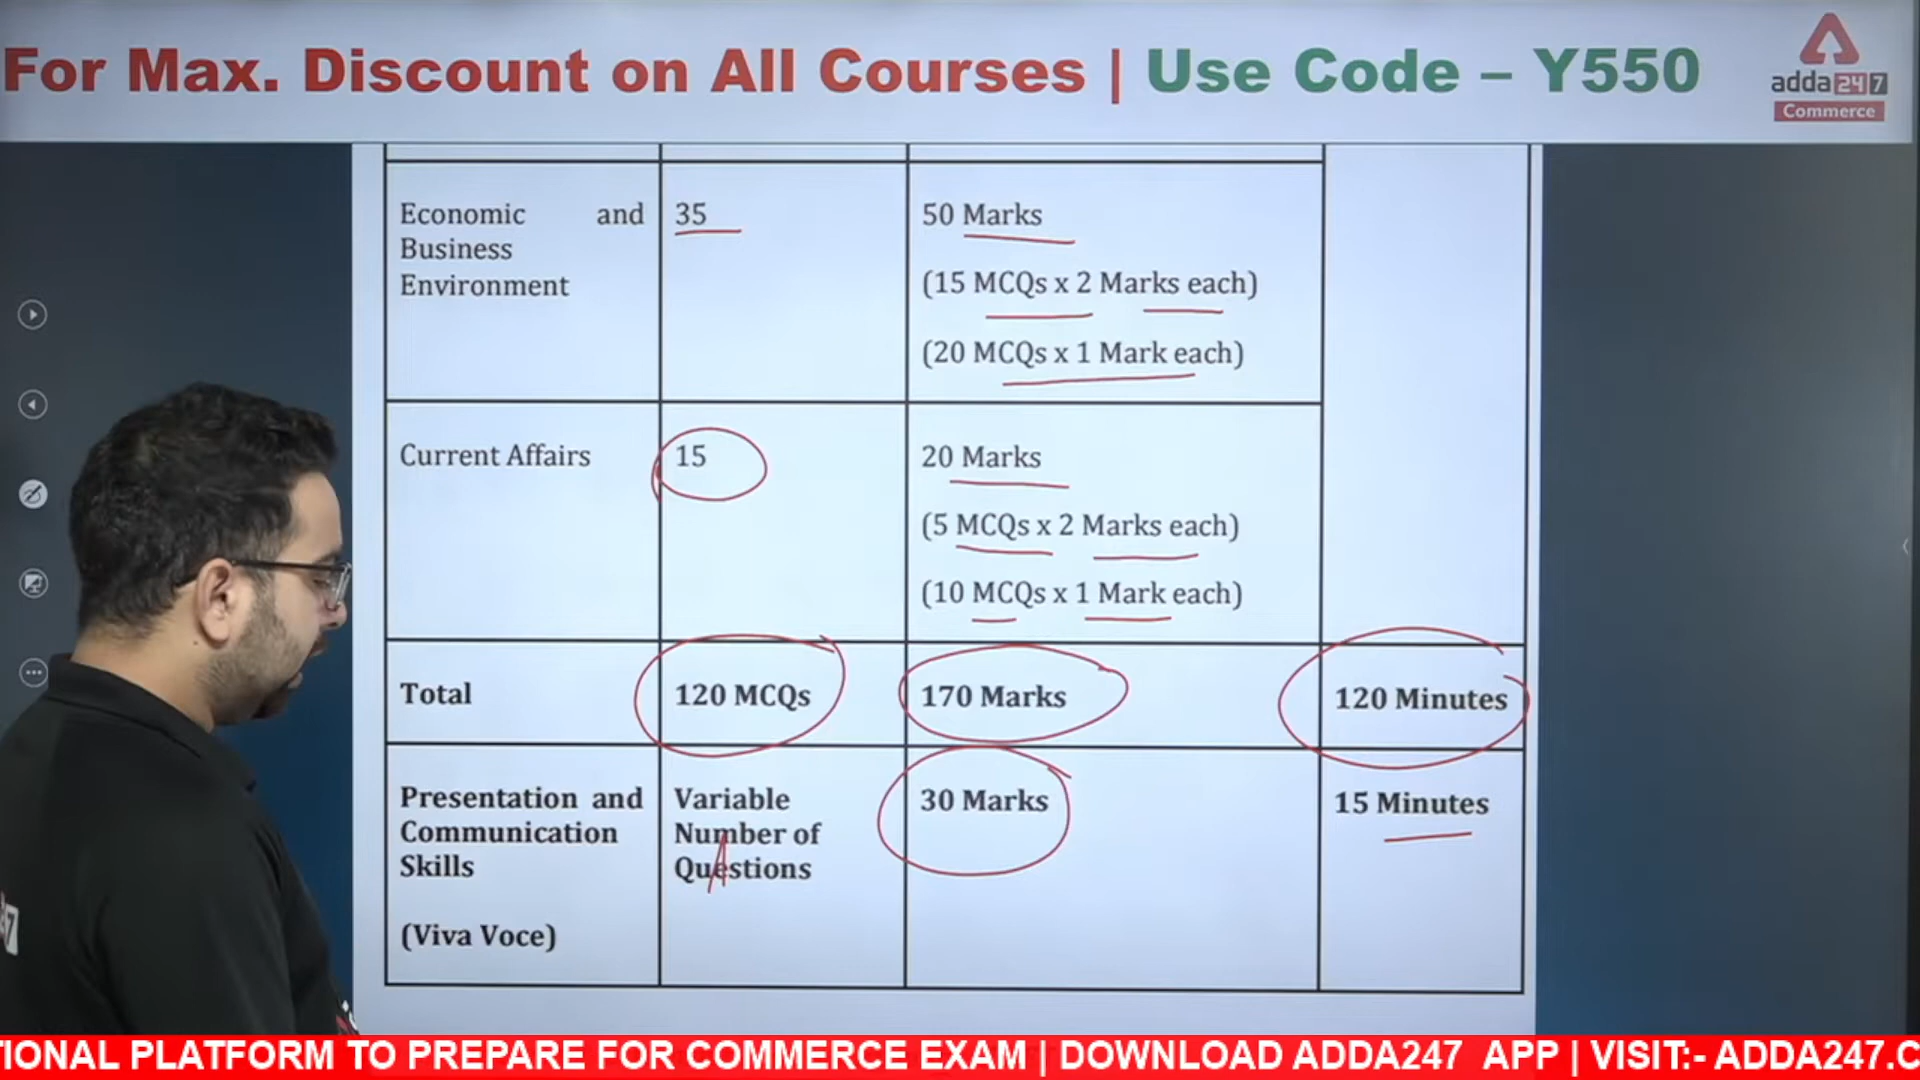 For Max. Discount on All Courses | Use Code – Y550
adda247
Commerce
Economic and
Business
Environment
35
50 Marks
(15 MCQs x 2 Marks each)
(20 MCQs x 1 Mark each)
Current Affairs
15
20 Marks
(5 MCQs x 2 Marks each)
(10 MCQs x 1 Mark each)
Total
120 MCQs
170 Marks
120 Minutes
Presentation and
Communication
Skills
(Viva Voce)
Variable
Number of
Questions
30 Marks
15 Minutes
TIONAL PLATFORM TO PREPARE FOR COMMERCE EXAM | DOWNLOAD ADDA247 APP | VISIT:- ADDA247.C